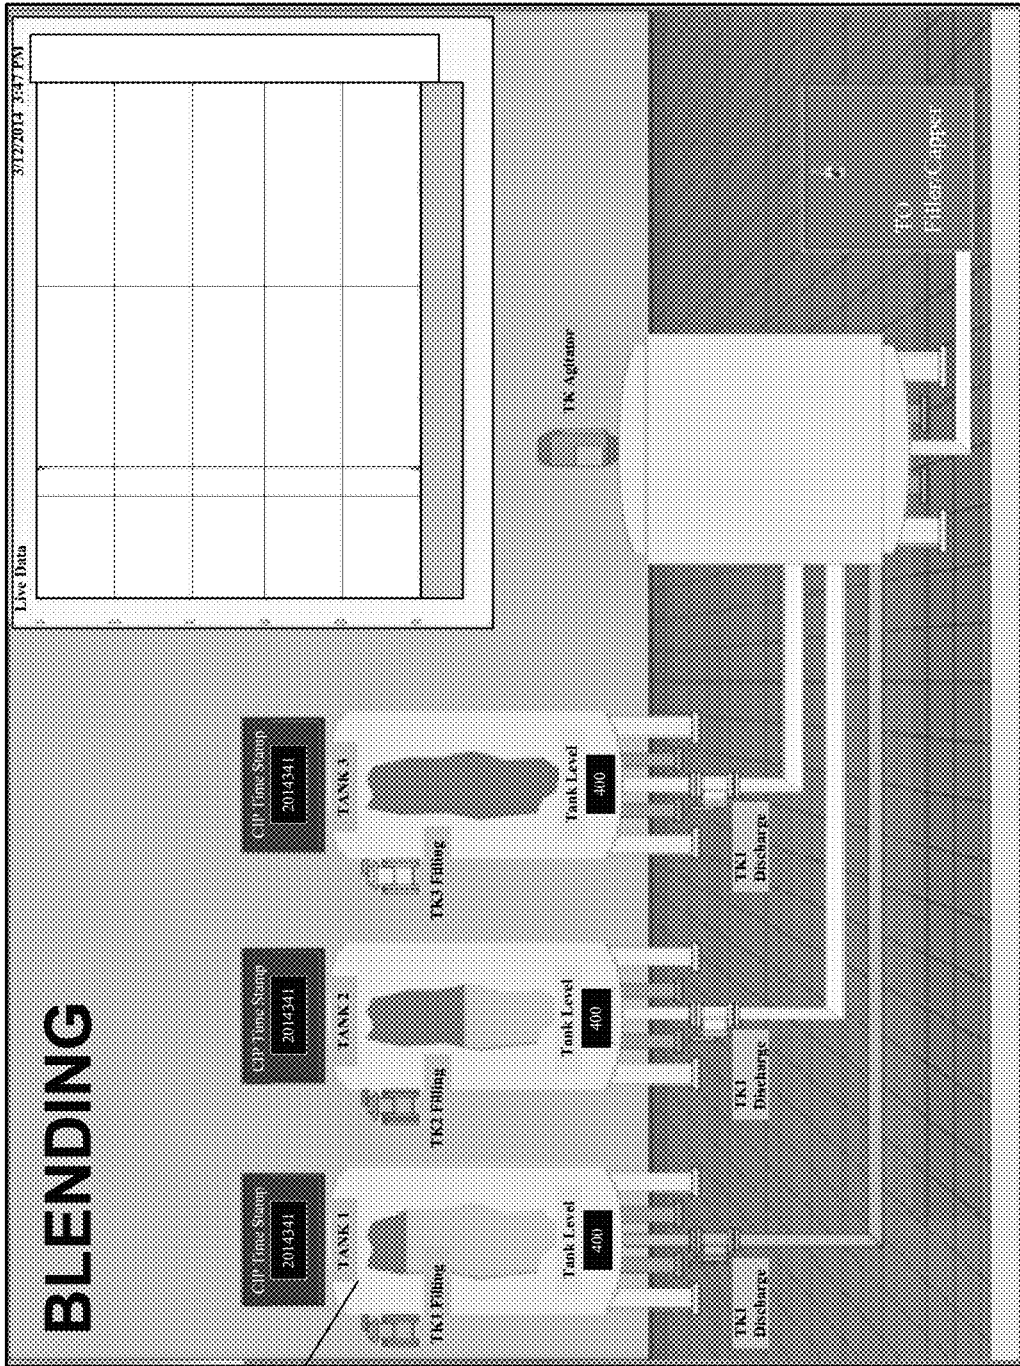 BLENDING
Live Data
3/12/2014 3:47 PM
CIP Time Stamp
2014341
CIP Time Stamp
2014341
CIP Time Stamp
2014341
TANK 1
TANK 2
TANK 3
TK1 Filling
TK2 Filling
TK3 Filling
TK Agitator
Tank Level
400
Tank Level
400
Tank Level
400
TK1
Discharge
TK1
Discharge
TK1
Discharge
TO
Filler/Capper